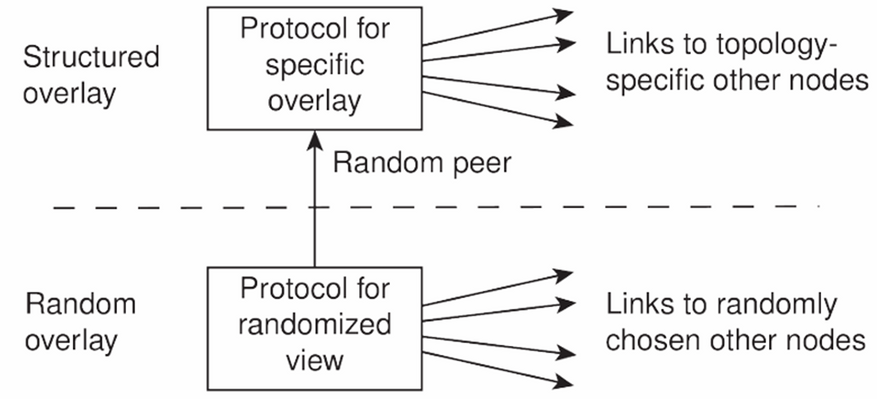 Structured
overlay
Protocol for
specific
overlay
Links to topology-
specific other nodes
Random peer
Random
overlay
Protocol for
randomized
view
Links to randomly
chosen other nodes